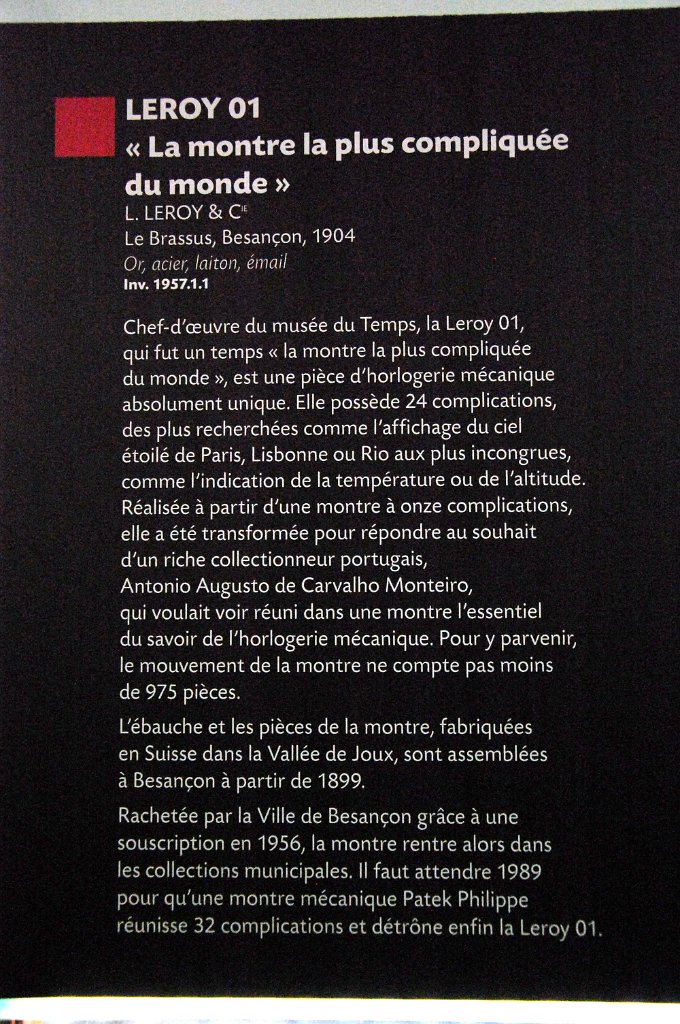 LEROY 01
« La montre la plus compliquée
du monde »
L. LEROY & CIE
Le Brassus, Besançon, 1904
Or, acier, laiton, émail
Inv. 1957.1.1
Chef-d’œuvre du musée du Temps, la Leroy 01,
qui fut un temps « la montre la plus compliquée
du monde », est une pièce d’horlogerie mécanique
absolument unique. Elle possède 24 complications,
des plus recherchées comme l’affichage du ciel
étoilé de Paris, Lisbonne ou Rio aux plus incongrues,
comme l’indication de la température ou de l’altitude.
Réalisée à partir d’une montre à onze complications,
elle a été transformée pour répondre au souhait
d’un riche collectionneur portugais,
Antonio Augusto de Carvalho Monteiro,
qui voulait voir réuni dans une montre l’essentiel
du savoir de l’horlogerie mécanique. Pour y parvenir,
le mouvement de la montre ne compte pas moins
de 975 pièces.
L’ébauche et les pièces de la montre, fabriquées
en Suisse dans la Vallée de Joux, sont assemblées
à Besançon à partir de 1899.
Rachetée par la Ville de Besançon grâce à une
souscription en 1956, la montre rentre alors dans
les collections municipales. Il faut attendre 1989
pour qu’une montre mécanique Patek Philippe
réunisse 32 complications et détrône enfin la Leroy 01.